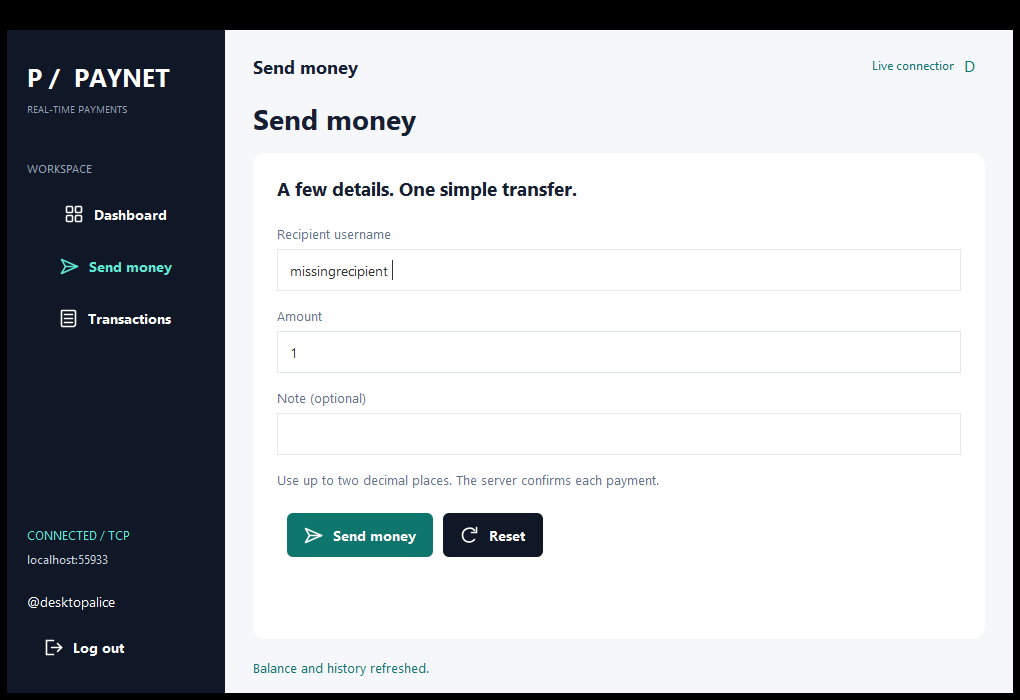 P / PAYNET
REAL-TIME PAYMENTS
WORKSPACE
Dashboard
Send money
Transactions
CONNECTED / TCP
localhost:55933
@desktopalice
Log out
Send money
Live connection D
Send money
A few details. One simple transfer.
Recipient username
missingrecipient
Amount
1
Note (optional)
Use up to two decimal places. The server confirms each payment.
Send money
Reset
Balance and history refreshed.